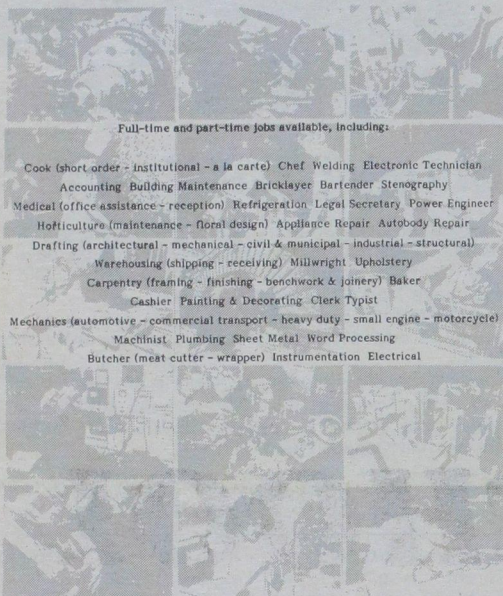 Full-time and part-time jobs available, including:
Cook (short order - institutional - a la carte) Chef Welding Electronic Technician
Accounting Building Maintenance Bricklayer Bartender Stenography
Medical (office assistance - reception) Refrigeration Legal Secretary Power Engineer
Horticulture (maintenance - floral design) Appliance Repair Autobody Repair
Drafting (architectural - mechanical - civil & municipal - industrial - structural)
Warehousing (shipping - receiving) Millwright Upholstery
Carpentry (framing - finishing - benchwork & joinery) Baker
Cashier Painting & Decorating Clerk Typist
Mechanics (automotive - commercial transport - heavy duty - small engine - motorcycle)
Machinist Plumbing Sheet Metal Word Processing
Butcher (meat cutter - wrapper) Instrumentation Electrical